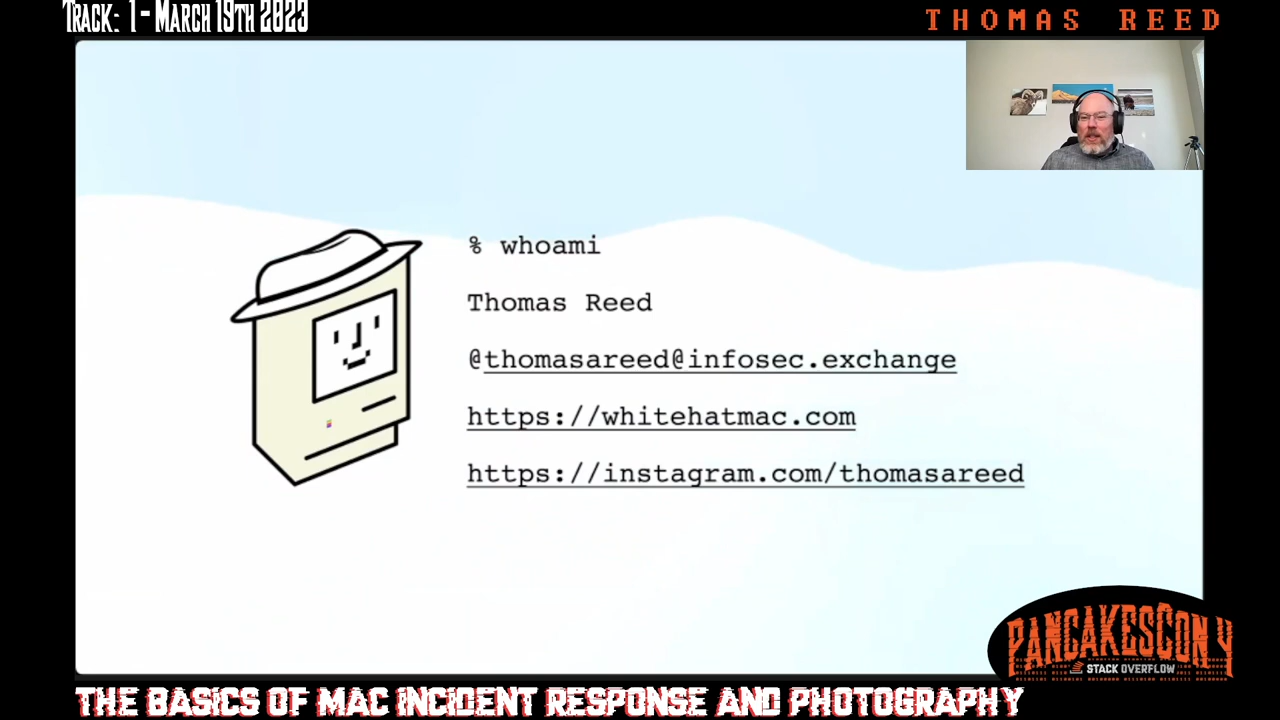 TRACK: 1 - MARCH 19TH 2023
THOMAS REED
% whoami
Thomas Reed
@thomasareed@infosec.exchange
https://whitehatmac.com
https://instagram.com/thomasareed
PANCAKESCON 4
STACK OVERFLOW
THE BASICS OF MAC INCIDENT RESPONSE AND PHOTOGRAPHY